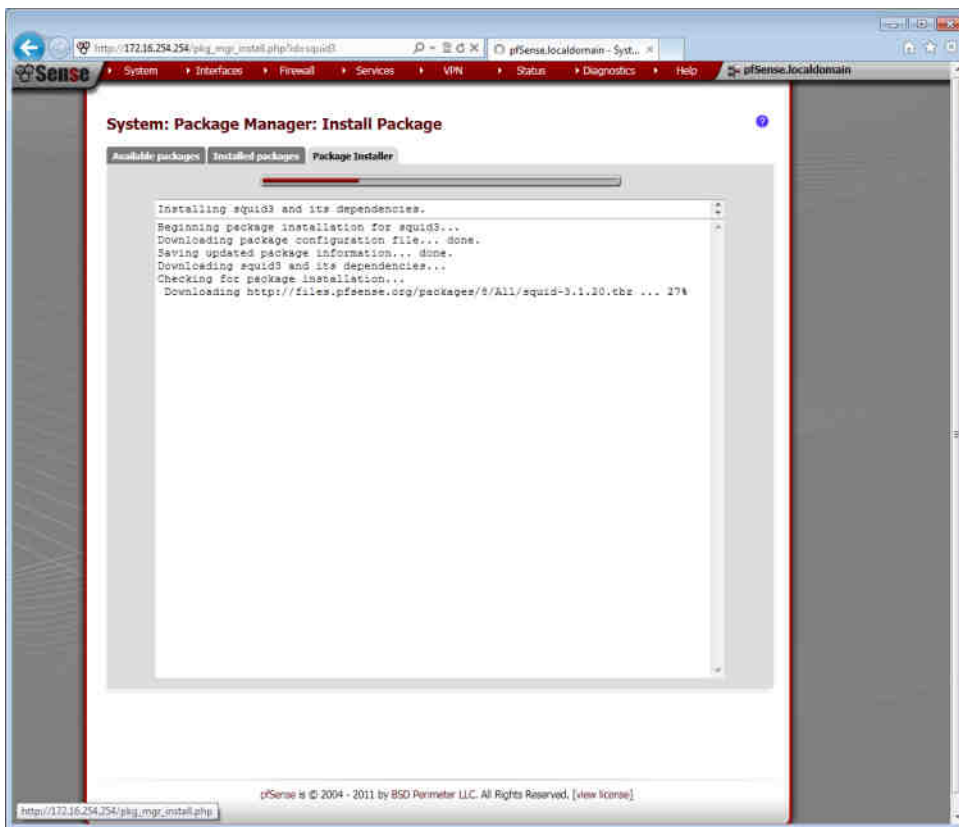 http://172.16.254.254/pkg_mgr_install.php?id=squid3
pfSense.localdomain - Syst...
Sense
System
Interfaces
Firewall
Services
VPN
Status
Diagnostics
Help
pfSense.localdomain
System: Package Manager: Install Package
?
Available packages
Installed packages
Package Installer
Installing squid3 and its dependencies.
Beginning package installation for squid3...
Downloading package configuration file... done.
Saving updated package information... done.
Downloading squid3 and its dependencies...
Checking for package installation...
Downloading http://files.pfsense.org/packages/8/All/squid-3.1.20.tbz ... 27%
pfSense is © 2004 - 2011 by BSD Perimeter LLC. All Rights Reserved. [view license]
http://172.16.254.254/pkg_mgr_install.php